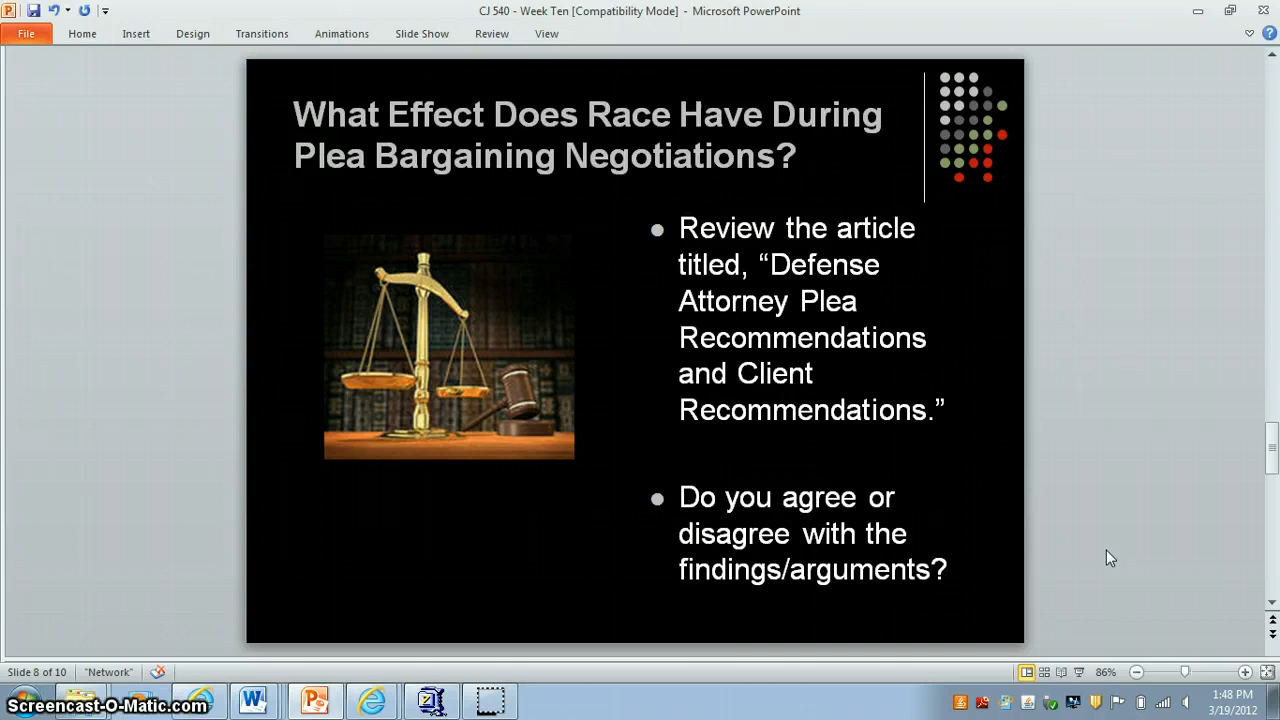 CJ 540 - Week Ten [Compatibility Mode] - Microsoft PowerPoint
File Home Insert Design Transitions Animations Slide Show Review View
What Effect Does Race Have During
Plea Bargaining Negotiations?
Review the article
titled, “Defense
Attorney Plea
Recommendations
and Client
Recommendations.”
Do you agree or
disagree with the
findings/arguments?
Slide 8 of 10 "Network" 86%
Screencast-O-Matic.com
1:48 PM
3/19/2012